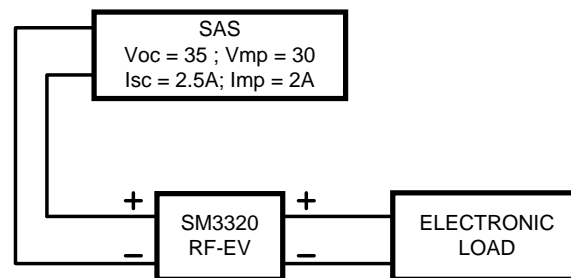 SAS
Voc = 35 ; Vmp = 30
Isc = 2.5A; Imp = 2A
+
+
SM3320
RF-EV
ELECTRONIC
LOAD
−
−